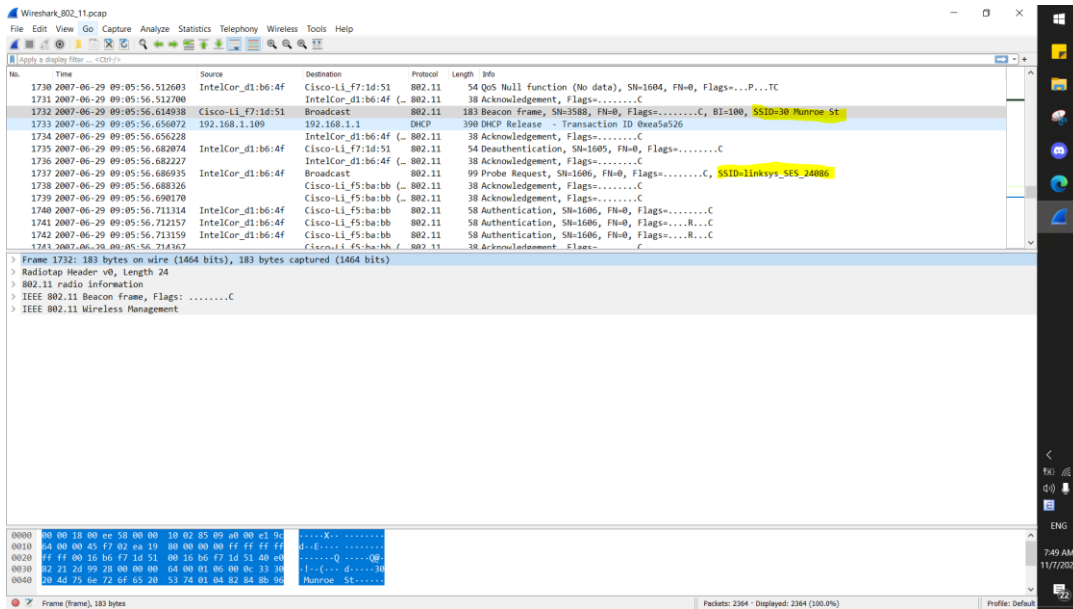 Wireshark_802_11.pcap
File Edit View Go Capture Analyze Statistics Telephony Wireless Tools Help
Apply a display filter ... <Ctrl-/>
No. Time Source Destination Protocol Length Info
1730 2007-06-29 09:05:56.512603 IntelCor_d1:b6:4f Cisco-Li_f7:1d:51 802.11 54 QoS Null function (No data), SN=1604, FN=0, Flags=...P...TC
1731 2007-06-29 09:05:56.512700 IntelCor_d1:b6:4f (… 802.11 38 Acknowledgement, Flags=........C
1732 2007-06-29 09:05:56.614938 Cisco-Li_f7:1d:51 Broadcast 802.11 183 Beacon frame, SN=3588, FN=0, Flags=........C, BI=100, SSID=30 Munroe St
1733 2007-06-29 09:05:56.656072 192.168.1.109 192.168.1.1 DHCP 390 DHCP Release - Transaction ID 0xea5a526
1734 2007-06-29 09:05:56.656228 IntelCor_d1:b6:4f (… 802.11 38 Acknowledgement, Flags=........C
1735 2007-06-29 09:05:56.682074 IntelCor_d1:b6:4f Cisco-Li_f7:1d:51 802.11 54 Deauthentication, SN=1605, FN=0, Flags=........C
1736 2007-06-29 09:05:56.682227 IntelCor_d1:b6:4f (… 802.11 38 Acknowledgement, Flags=........C
1737 2007-06-29 09:05:56.686935 IntelCor_d1:b6:4f Broadcast 802.11 99 Probe Request, SN=1606, FN=0, Flags=........C, SSID=linksys_SES_24086
1738 2007-06-29 09:05:56.688326 Cisco-Li_f5:ba:bb (… 802.11 38 Acknowledgement, Flags=........C
1739 2007-06-29 09:05:56.690170 Cisco-Li_f5:ba:bb (… 802.11 38 Acknowledgement, Flags=........C
1740 2007-06-29 09:05:56.711314 IntelCor_d1:b6:4f Cisco-Li_f5:ba:bb 802.11 58 Authentication, SN=1606, FN=0, Flags=........C
1741 2007-06-29 09:05:56.712157 IntelCor_d1:b6:4f Cisco-Li_f5:ba:bb 802.11 58 Authentication, SN=1606, FN=0, Flags=....R...C
1742 2007-06-29 09:05:56.713159 IntelCor_d1:b6:4f Cisco-Li_f5:ba:bb 802.11 58 Authentication, SN=1606, FN=0, Flags=....R...C
1743 2007-06-29 09:05:56.714367 Cisco-Li_f5:ba:bb (… 802.11 38 Acknowledgement, Flags=........C
Frame 1732: 183 bytes on wire (1464 bits), 183 bytes captured (1464 bits)
Radiotap Header v0, Length 24
802.11 radio information
IEEE 802.11 Beacon frame, Flags: ........C
IEEE 802.11 Wireless Management
0000 00 00 18 00 ee 58 00 00 10 02 85 09 a0 00 e1 9c ·····X·· ········
0010 64 00 00 45 f7 02 ea 19 80 00 00 00 ff ff ff ff d··E···· ········
0020 ff ff 00 16 b6 f7 1d 51 00 16 b6 f7 1d 51 40 e0 ·······Q ·····Q@·
0030 82 21 2d 99 28 00 00 00 64 00 01 06 00 0c 33 30 ·!-·(··· d·····30
0040 20 4d 75 6e 72 6f 65 20 53 74 01 04 82 84 8b 96 Munroe St······
Frame (frame), 183 bytes
Packets: 2364 · Displayed: 2364 (100.0%)
Profile: Default
ENG
7:49 AM
11/7/202
22